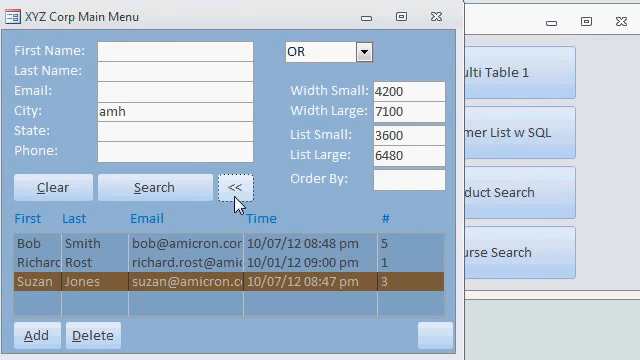 XYZ Corp Main Menu
First Name: OR
Last Name:
Email: Width Small: 4200
City: amh Width Large: 7100
State: List Small: 3600
Phone: List Large: 6480
Order By:
Clear Search <<
First Last Email Time #
Bob Smith bob@amicron.com 10/07/12 08:48 pm 5
Richard Rost richard.rost@ami 10/01/12 09:00 pm 1
Suzan Jones suzan@amicron.c 10/07/12 08:47 pm 3
Add Delete
ulti Table 1
mer List w SQL
duct Search
urse Search